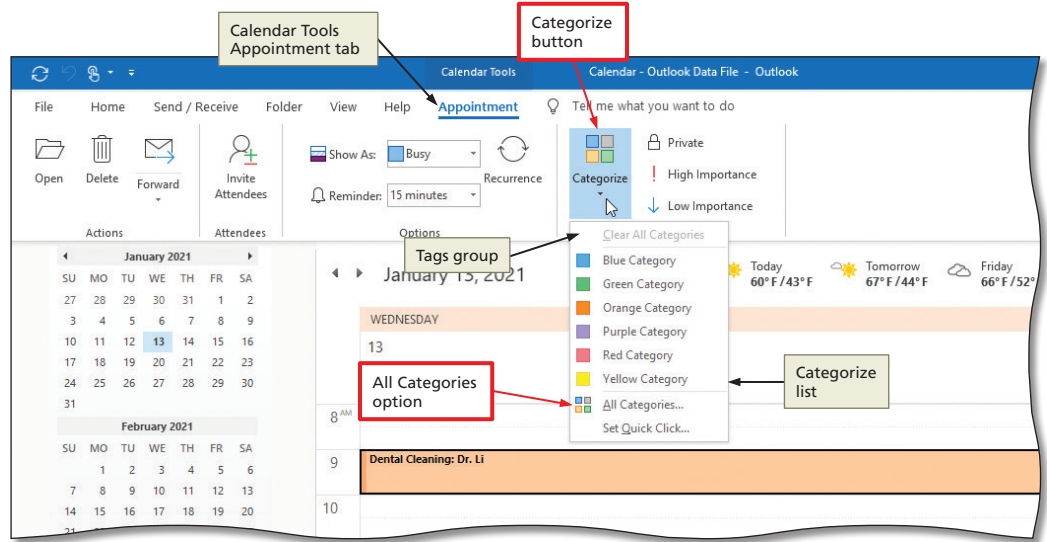 Calendar Tools
Appointment tab
Categorize
button
Calendar Tools
Calendar - Outlook Data File - Outlook
File Home Send / Receive Folder View Help Appointment Tell me what you want to do
Open
Delete
Forward
Actions
Invite
Attendees
Attendees
Show As: Busy
Reminder: 15 minutes
Recurrence
Options
Categorize
Private
High Importance
Low Importance
Tags group
Clear All Categories
Blue Category
Green Category
Orange Category
Purple Category
Red Category
Yellow Category
All Categories...
Set Quick Click...
Categorize
list
All Categories
option
January 2021
SU MO TU WE TH FR SA
27 28 29 30 31 1 2
3 4 5 6 7 8 9
10 11 12 13 14 15 16
17 18 19 20 21 22 23
24 25 26 27 28 29 30
31
February 2021
SU MO TU WE TH FR SA
1 2 3 4 5 6
7 8 9 10 11 12 13
14 15 16 17 18 19 20
21
January 13, 2021
Today
60° F / 43° F
Tomorrow
67° F / 44° F
Friday
66° F / 52°
WEDNESDAY
13
8 AM
9
Dental Cleaning: Dr. Li
10